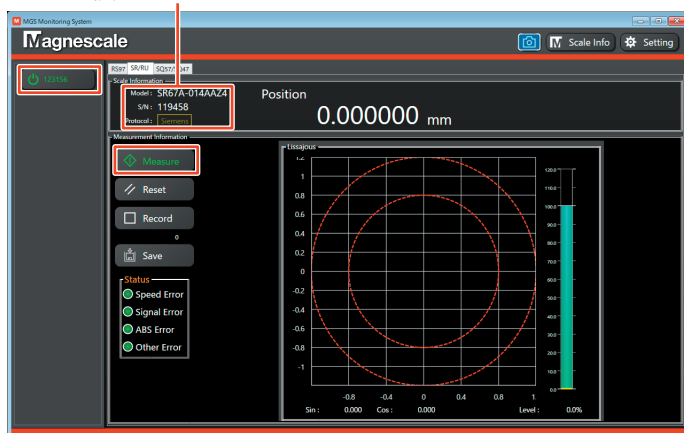 MGS Monitoring System
Magnescale
Scale Info
Setting
123156
RS97 SR/RU SQ57/SQ47
Scale Information
Model : SR67A-014AAZ4
S/N : 119458
Protocol : Siemens
Position
0.000000 mm
Measurement Information
Measure
Reset
Record
0
Save
Status
Speed Error
Signal Error
ABS Error
Other Error
Lissajous
1.2
1
0.8
0.6
0.4
0.2
0
-0.2
-0.4
-0.6
-0.8
-1
-0.8 -0.4 0 0.4 0.8 1
Sin : 0.000 Cos : 0.000
120.0
110.0
100.0
90.0
80.0
70.0
60.0
50.0
40.0
30.0
20.0
10.0
0.0
Level : 0.0%